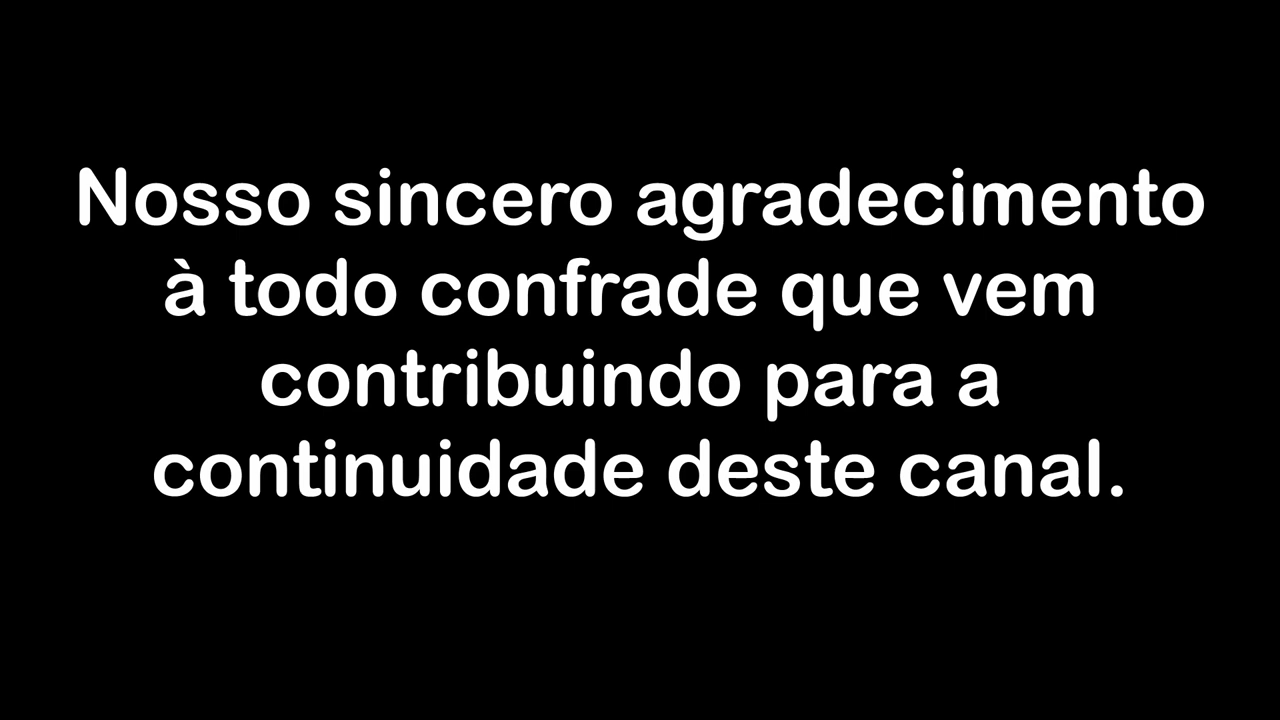 Nosso sincero agradecimento
à todo confrade que vem
contribuindo para a
continuidade deste canal.